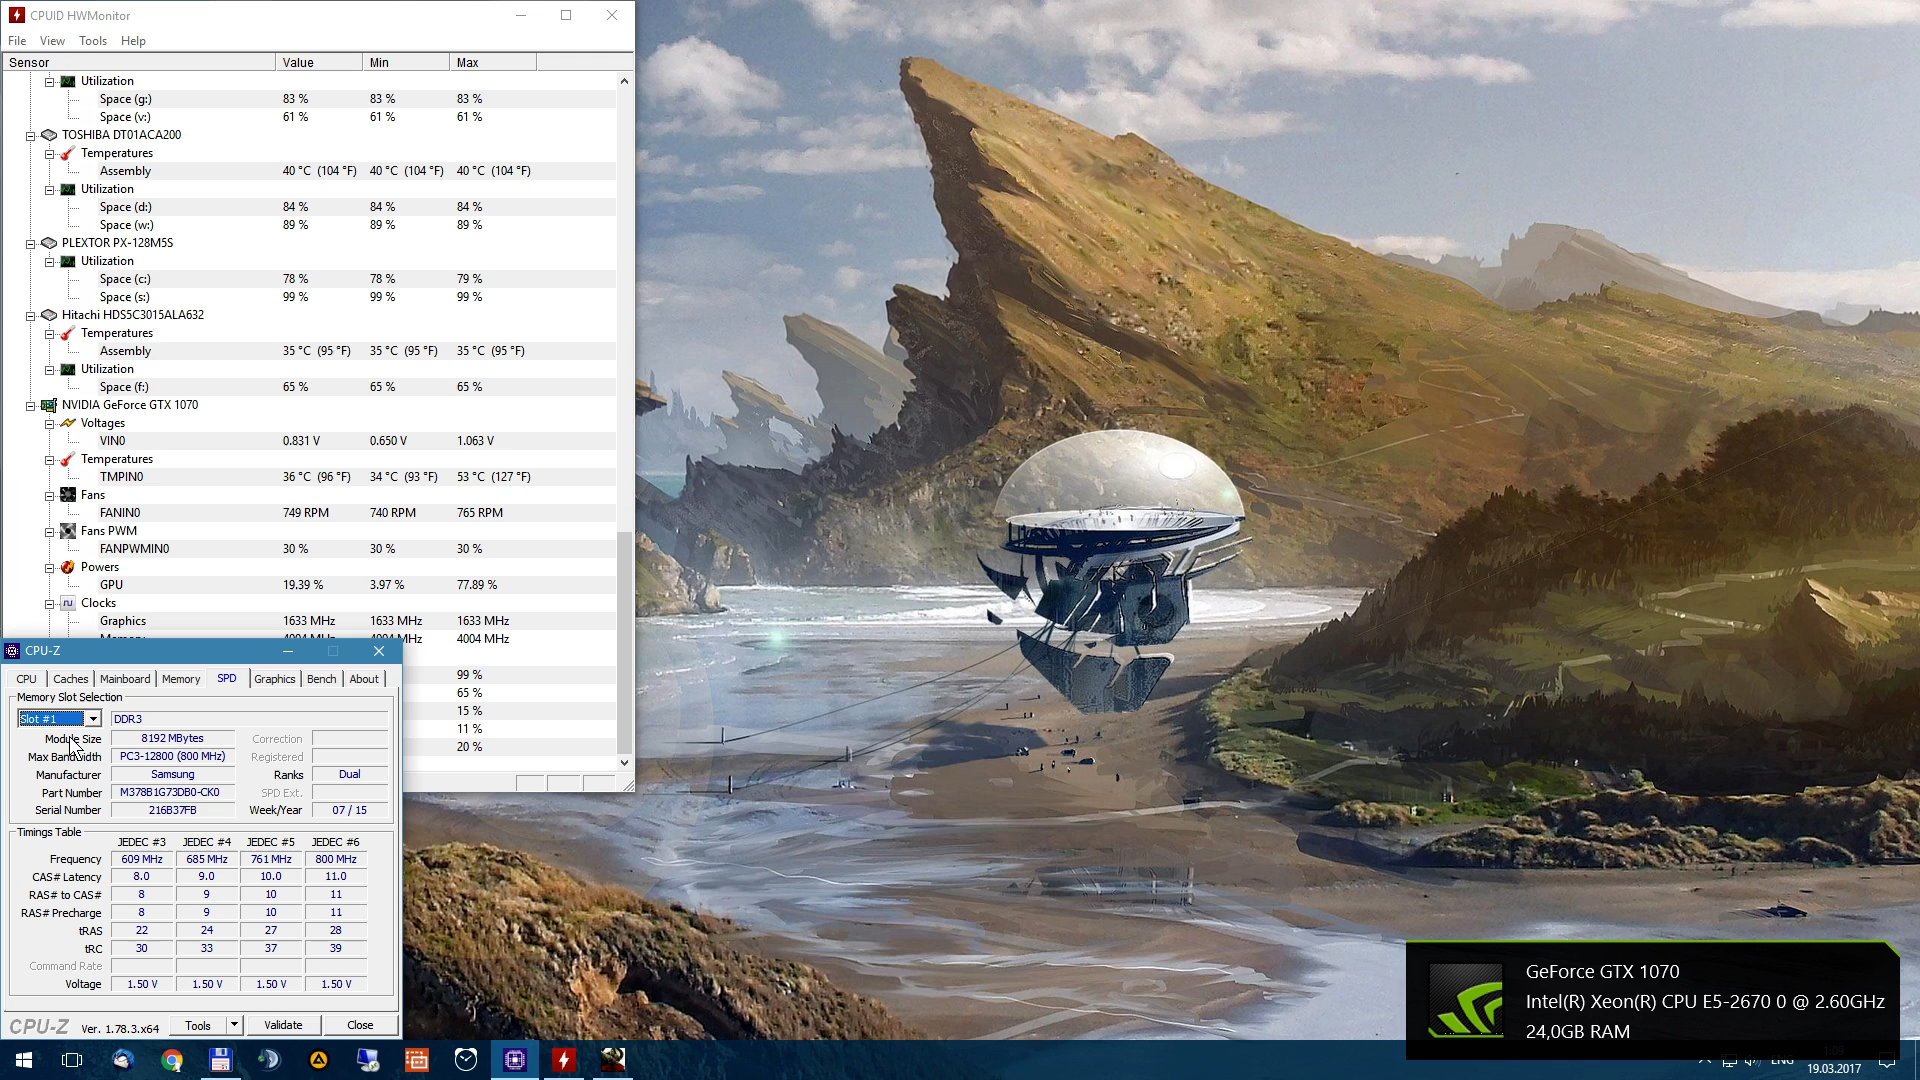 CPUID HWMonitor
File View Tools Help
Sensor Value Min Max
Utilization
Space (g:) 83 % 83 % 83 %
Space (v:) 61 % 61 % 61 %
TOSHIBA DT01ACA200
Temperatures
Assembly 40 °C (104 °F) 40 °C (104 °F) 40 °C (104 °F)
Utilization
Space (d:) 84 % 84 % 84 %
Space (w:) 89 % 89 % 89 %
PLEXTOR PX-128M5S
Utilization
Space (c:) 78 % 78 % 79 %
Space (s:) 99 % 99 % 99 %
Hitachi HDS5C3015ALA632
Temperatures
Assembly 35 °C (95 °F) 35 °C (95 °F) 35 °C (95 °F)
Utilization
Space (f:) 65 % 65 % 65 %
NVIDIA GeForce GTX 1070
Voltages
VIN0 0.831 V 0.650 V 1.063 V
Temperatures
TMPIN0 36 °C (96 °F) 34 °C (93 °F) 53 °C (127 °F)
Fans
FANIN0 749 RPM 740 RPM 765 RPM
Fans PWM
FANPWMIN0 30 % 30 % 30 %
Powers
GPU 19.39 % 3.97 % 77.89 %
Clocks
Graphics 1633 MHz 1633 MHz 1633 MHz
Memory 4004 MHz 4004 MHz 4004 MHz
99 %
65 %
15 %
11 %
20 %
CPU-Z
CPU Caches Mainboard Memory SPD Graphics Bench About
Memory Slot Selection
Slot #1 DDR3
Module Size 8192 MBytes Correction
Max Bandwidth PC3-12800 (800 MHz) Registered
Manufacturer Samsung Ranks Dual
Part Number M378B1G73DB0-CK0 SPD Ext.
Serial Number 216B37FB Week/Year 07 / 15
Timings Table
JEDEC #3 JEDEC #4 JEDEC #5 JEDEC #6
Frequency 609 MHz 685 MHz 761 MHz 800 MHz
CAS# Latency 8.0 9.0 10.0 11.0
RAS# to CAS# 8 9 10 11
RAS# Precharge 8 9 10 11
tRAS 22 24 27 28
tRC 30 33 37 39
Command Rate
Voltage 1.50 V 1.50 V 1.50 V 1.50 V
CPU-Z Ver. 1.78.3.x64 Tools Validate Close
GeForce GTX 1070
Intel(R) Xeon(R) CPU E5-2670 0 @ 2.60GHz
24,0GB RAM
ENG
19.03.2017